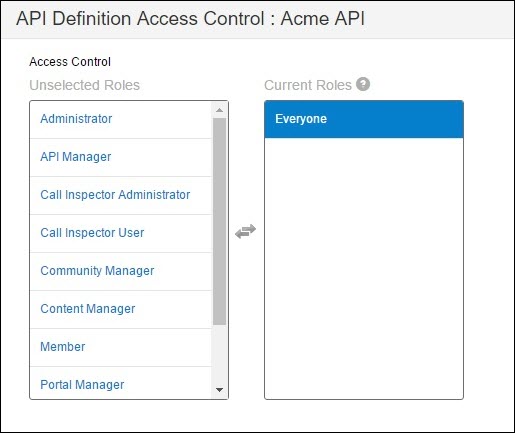 API Definition Access Control : Acme API
Access Control
Unselected Roles
Current Roles ?
Administrator
API Manager
Call Inspector Administrator
Call Inspector User
Community Manager
Content Manager
Member
Portal Manager
Everyone